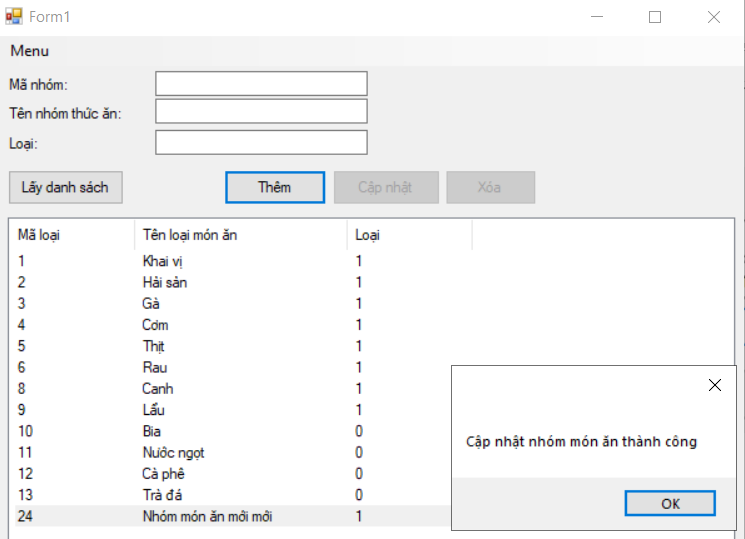 Form1
Menu
Mã nhóm:
Tên nhóm thức ăn:
Loại:
Lấy danh sách Thêm Cập nhật Xóa
Mã loại Tên loại món ăn Loại
1 Khai vị 1
2 Hải sản 1
3 Gà 1
4 Cơm 1
5 Thịt 1
6 Rau 1
8 Canh 1
9 Lẩu 1
10 Bia 0
11 Nước ngọt 0
12 Cà phê 0
13 Trà đá 0
24 Nhóm món ăn mới mới 1
Cập nhật nhóm món ăn thành công
OK